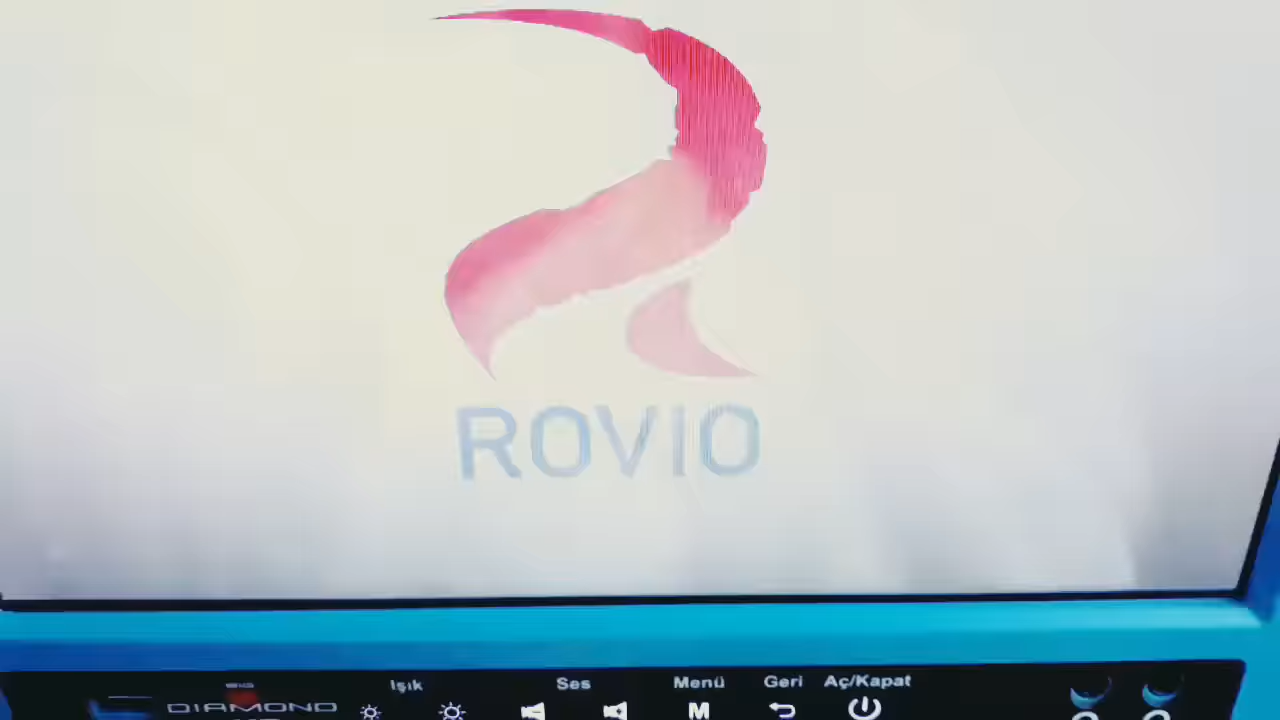 ROVIO
Işık Ses Menü Geri Aç/Kapat
DIAMOND
M